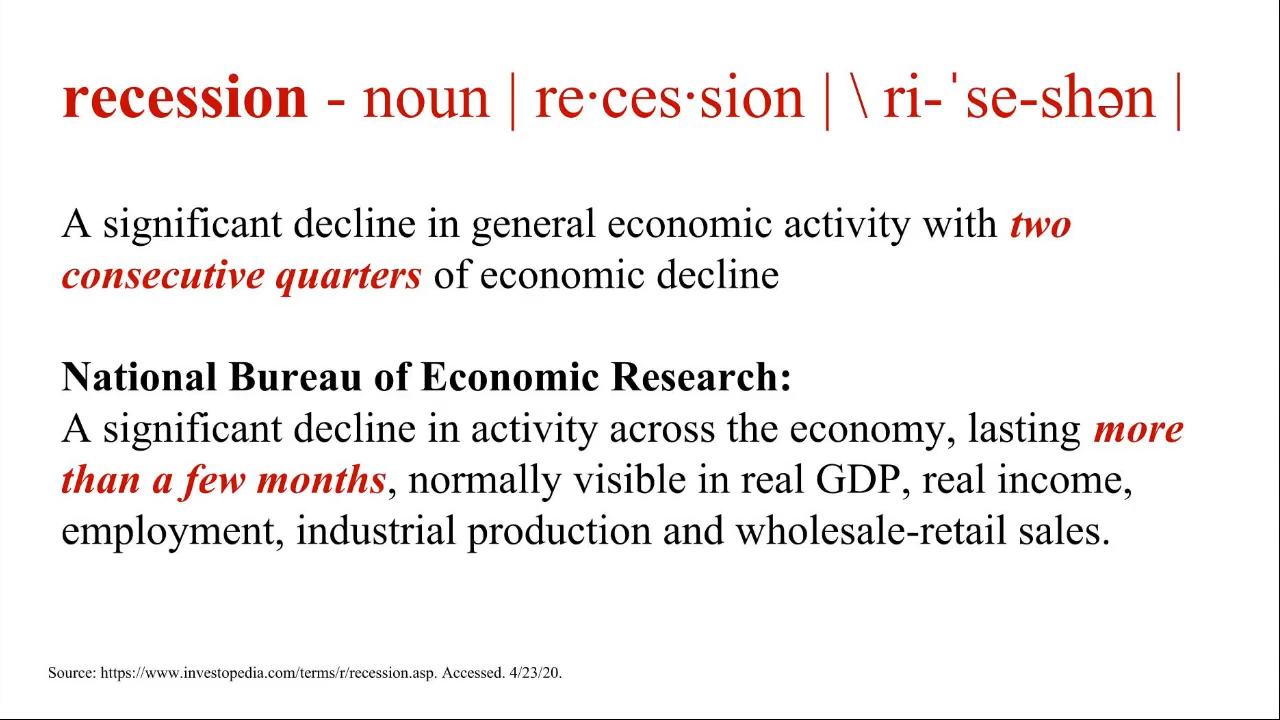 recession - noun | re·ces·sion | \ ri-ˈse-shən |
A significant decline in general economic activity with two
consecutive quarters of economic decline
National Bureau of Economic Research:
A significant decline in activity across the economy, lasting more
than a few months, normally visible in real GDP, real income,
employment, industrial production and wholesale-retail sales.
Source: https://www.investopedia.com/terms/r/recession.asp. Accessed. 4/23/20.